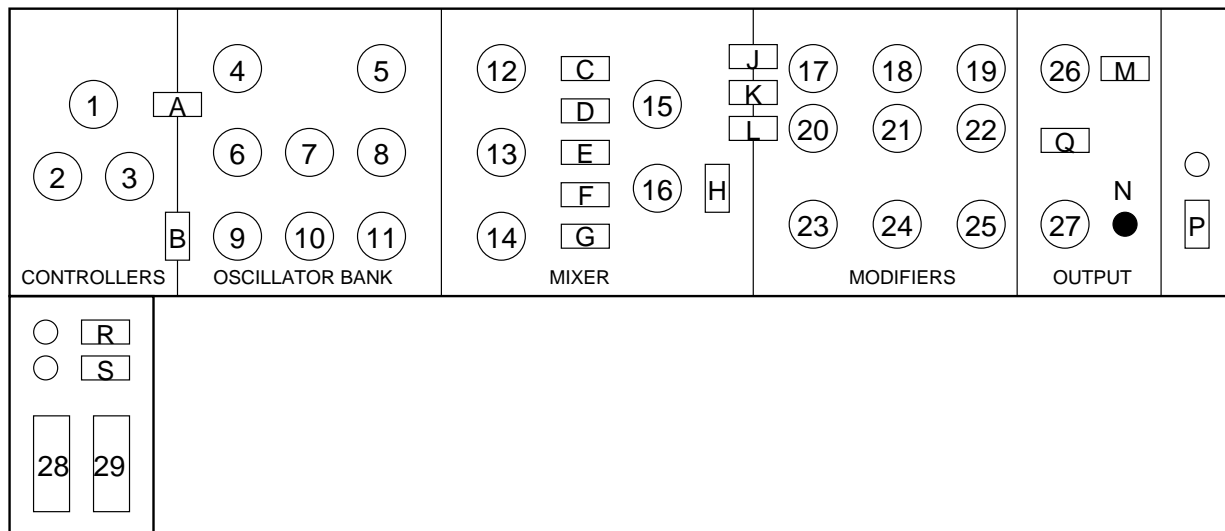 4 5 12 C J 17 18 19 26 M
1 A D 15 K
6 7 8 13 E L 20 21 22 Q
2 3 F 16 H N
B 9 10 11 14 G 23 24 25 27 P
CONTROLLERS OSCILLATOR BANK MIXER MODIFIERS OUTPUT
R
S
28 29